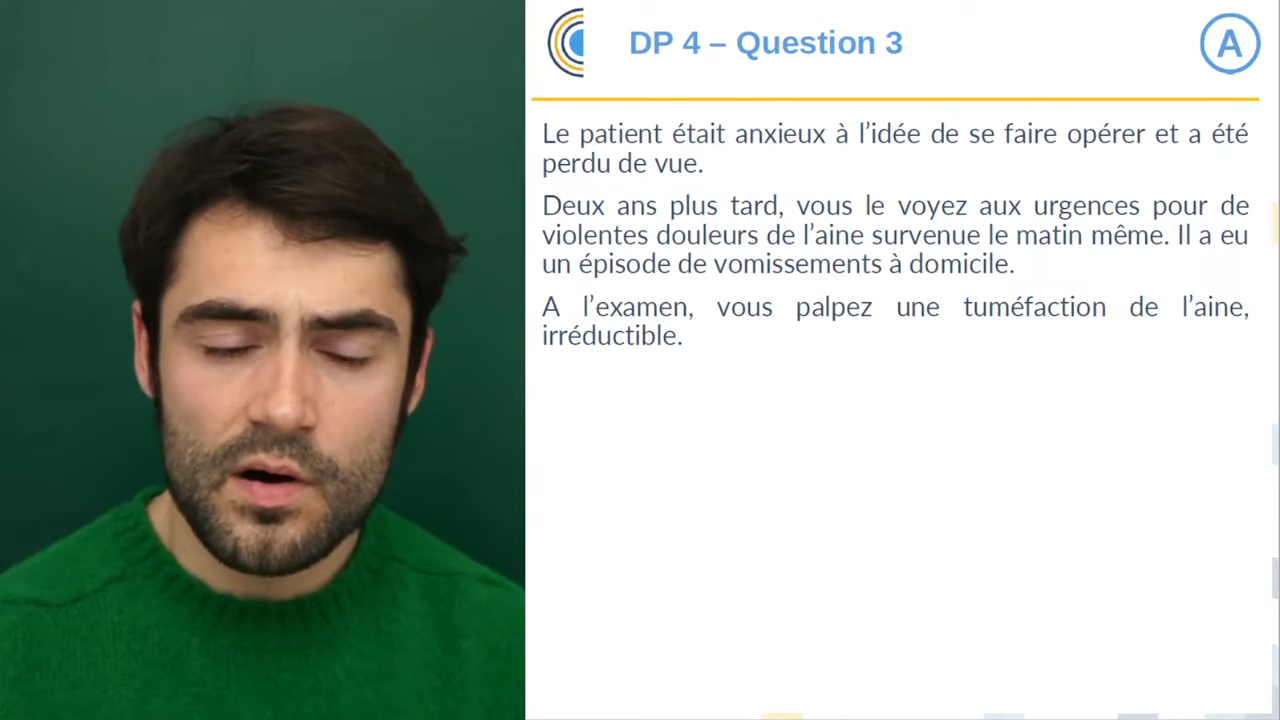 DP 4 – Question 3
A
Le patient était anxieux à l’idée de se faire opérer et a été
perdu de vue.
Deux ans plus tard, vous le voyez aux urgences pour de
violentes douleurs de l’aine survenue le matin même. Il a eu
un épisode de vomissements à domicile.
A l’examen, vous palpez une tuméfaction de l’aine,
irréductible.